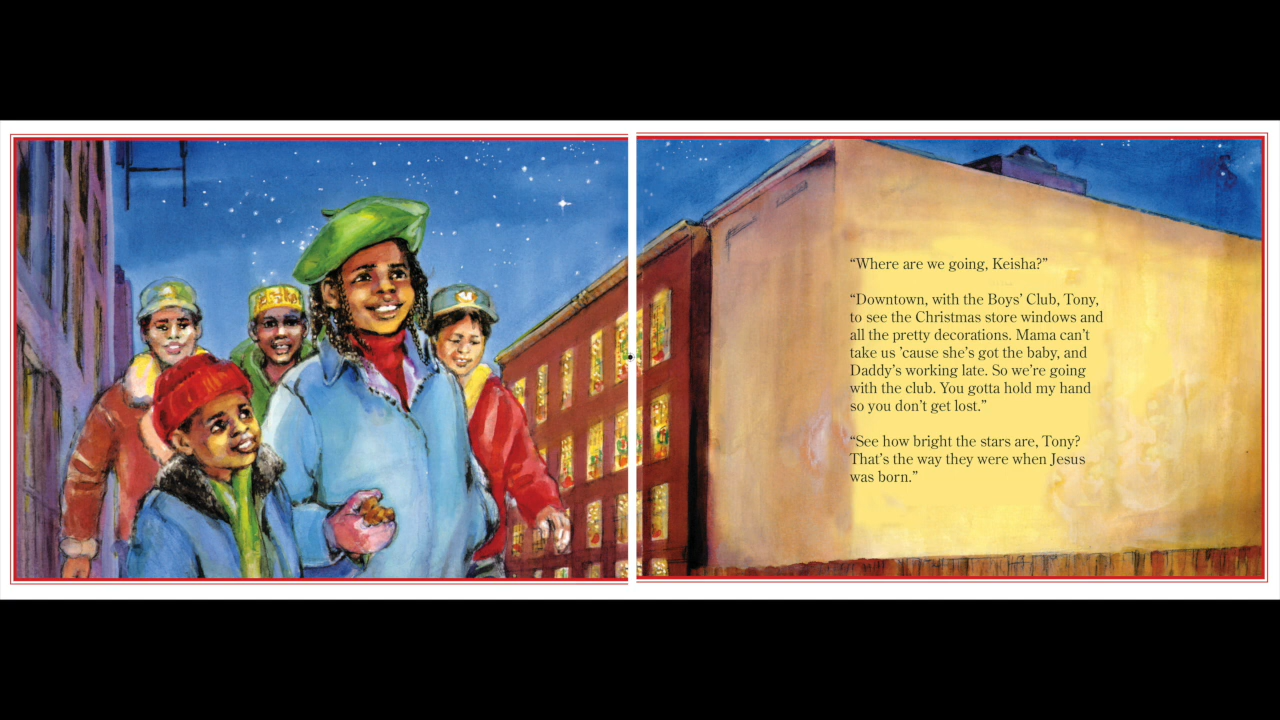 “Where are we going, Keisha?”
“Downtown, with the Boys’ Club, Tony,
to see the Christmas store windows and
all the pretty decorations. Mama can’t
take us ’cause she’s got the baby, and
Daddy’s working late. So we’re going
with the club. You gotta hold my hand
so you don’t get lost.”
“See how bright the stars are, Tony?
That’s the way they were when Jesus
was born.”